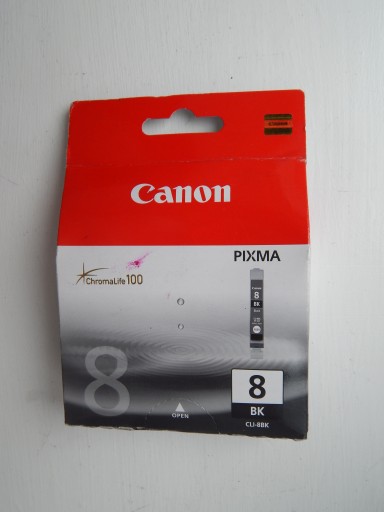 Canon
PIXMA
ChromaLife100
8
BK
8
8
BK
CLI-8BK
OPEN